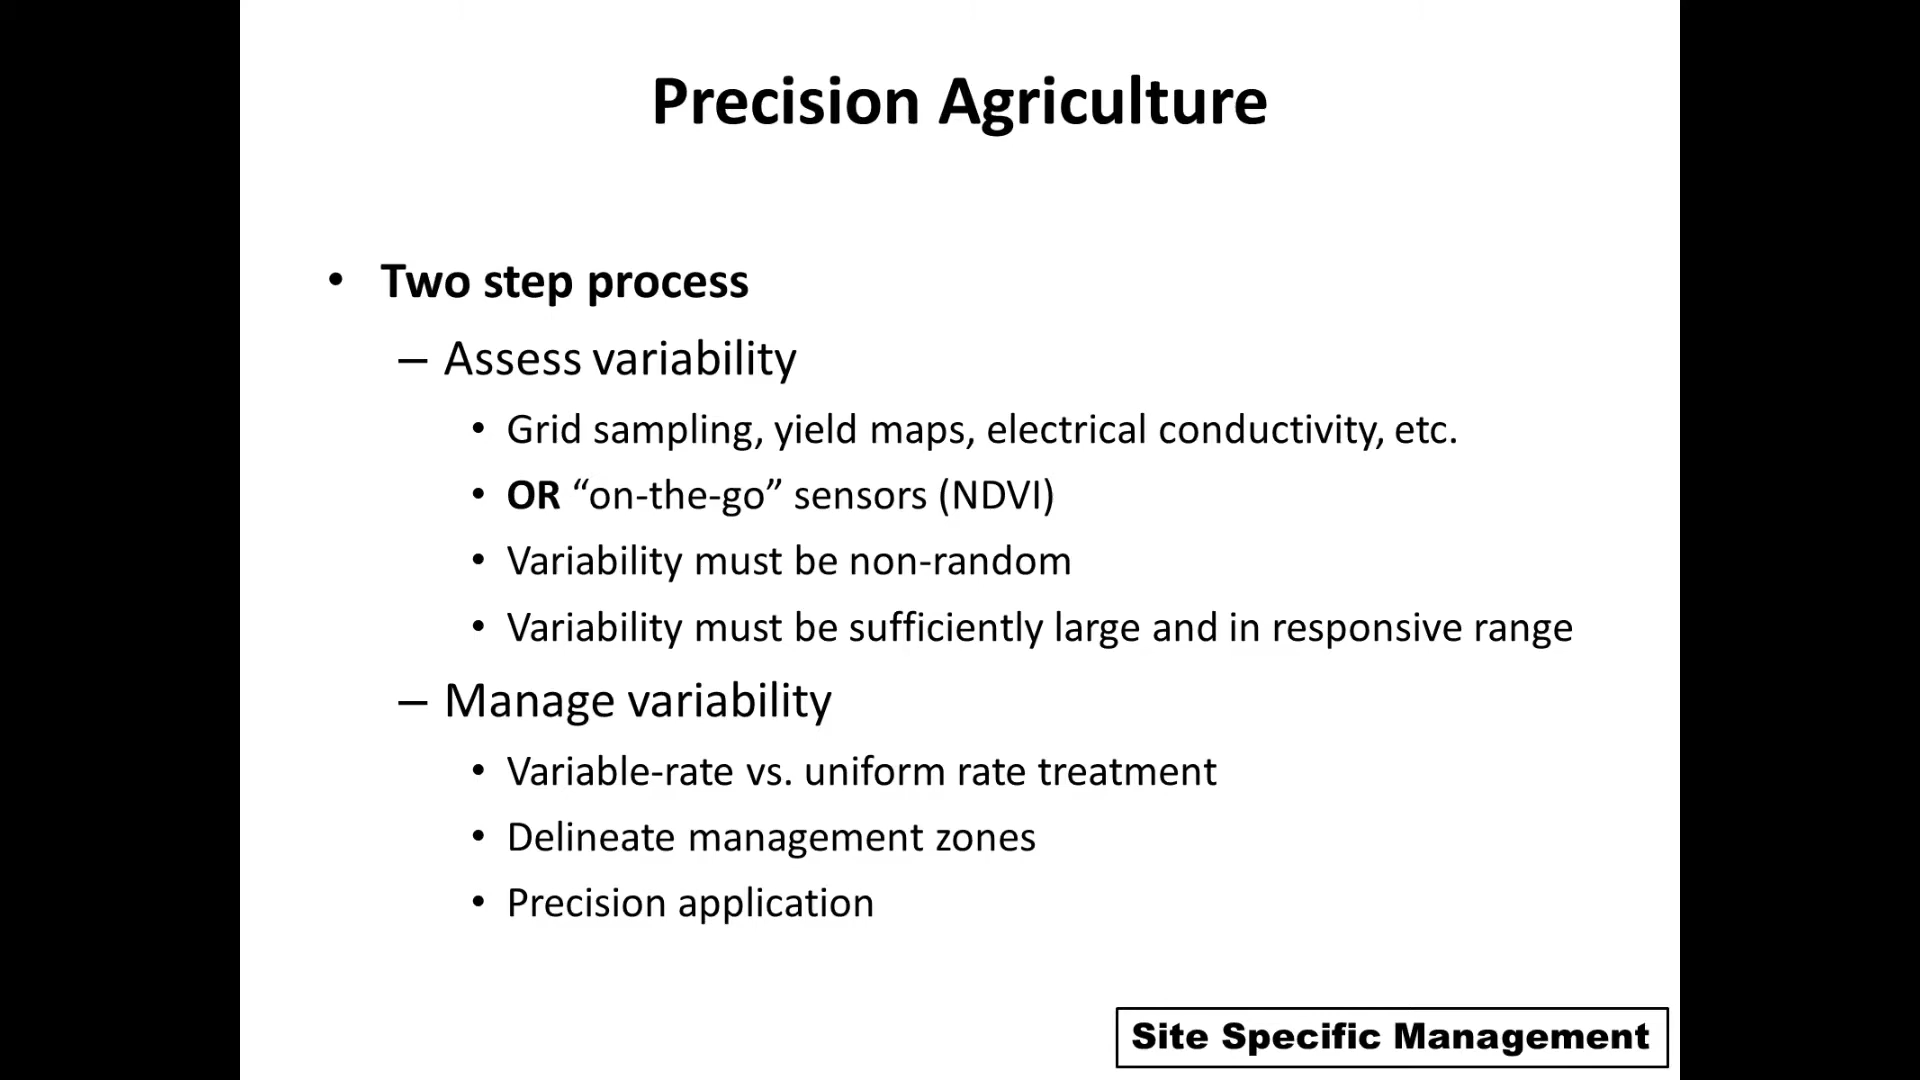 Precision Agriculture
• Two step process
– Assess variability
• Grid sampling, yield maps, electrical conductivity, etc.
• OR “on-the-go” sensors (NDVI)
• Variability must be non-random
• Variability must be sufficiently large and in responsive range
– Manage variability
• Variable-rate vs. uniform rate treatment
• Delineate management zones
• Precision application
Site Specific Management